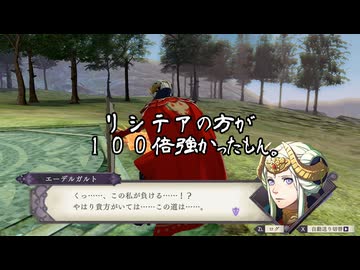 リシテアの方が
１００倍強かったもん。
エーデルガルト
くっ……、この私が負ける……！？
やはり貴方がいては……この道は……。
ログ
X 自動送り切替